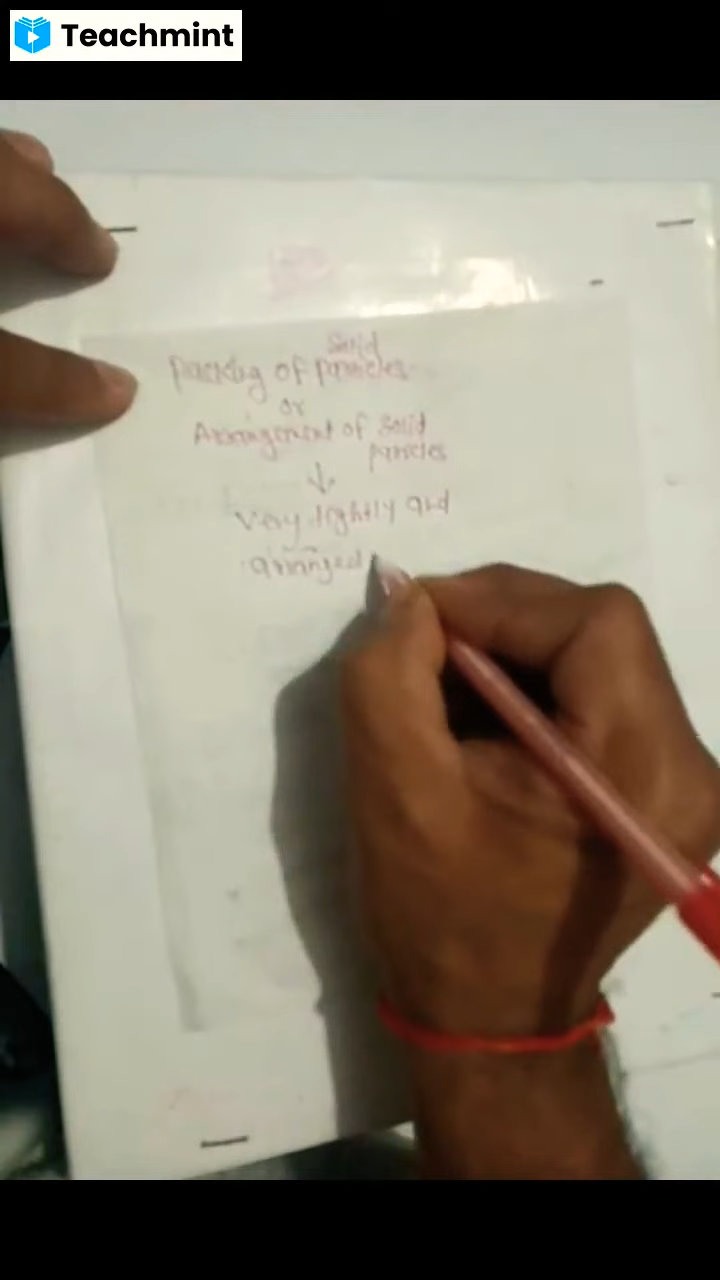 Teachmint
Solid
Packing of Particles
or
Arrangement of Solid
Particles
Very tightly and
arranged